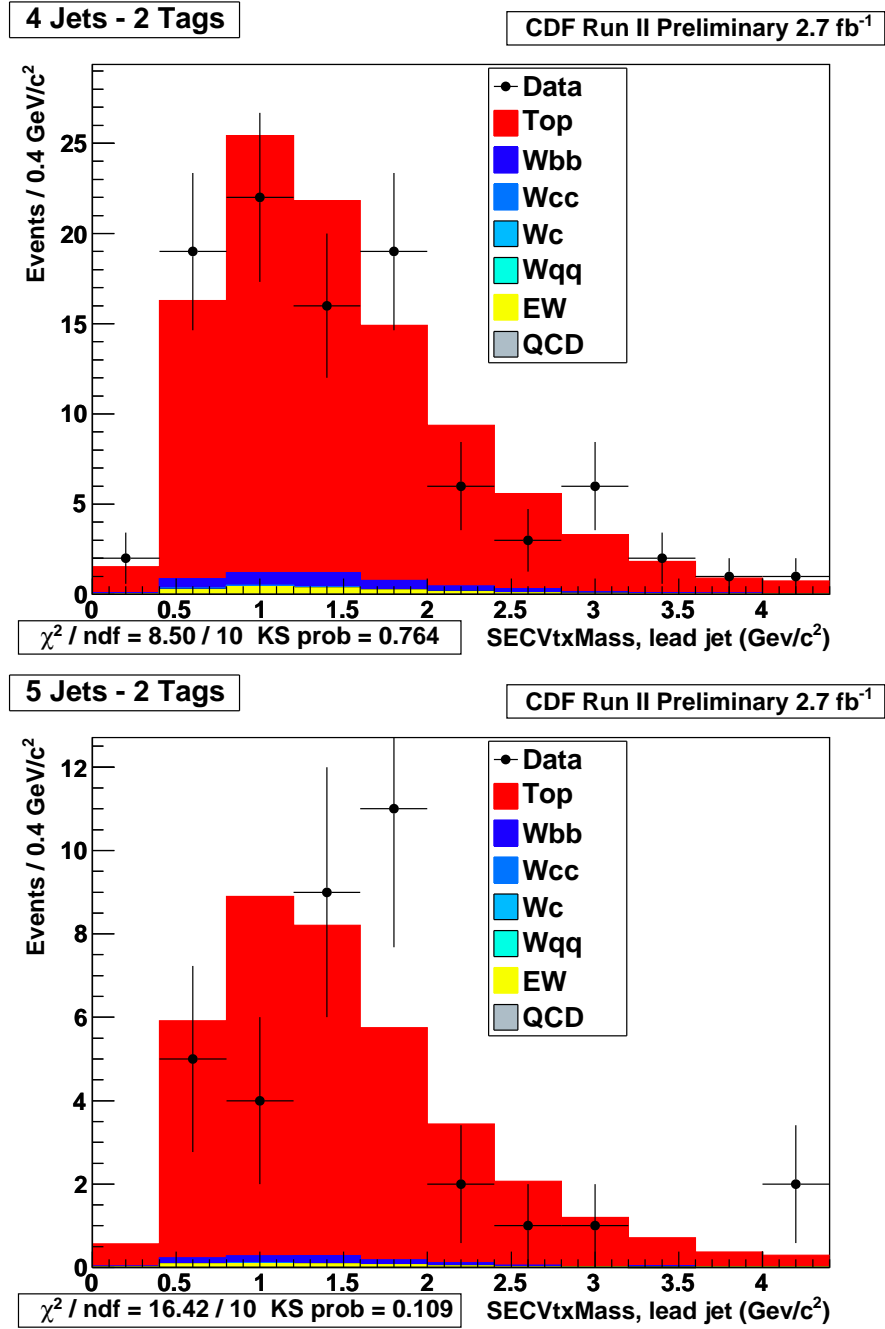 4 Jets - 2 Tags
CDF Run II Preliminary 2.7 fb⁻¹
Events / 0.4 GeV/c²
25
20
15
10
5
0
Data
Top
Wbb
Wcc
Wc
Wqq
EW
QCD
0 0.5 1 1.5 2 2.5 3 3.5 4
χ² / ndf = 8.50 / 10 KS prob = 0.764
SECVtxMass, lead jet (Gev/c²)
5 Jets - 2 Tags
CDF Run II Preliminary 2.7 fb⁻¹
Events / 0.4 GeV/c²
12
10
8
6
4
2
0
Data
Top
Wbb
Wcc
Wc
Wqq
EW
QCD
0 0.5 1 1.5 2 2.5 3 3.5 4
χ² / ndf = 16.42 / 10 KS prob = 0.109
SECVtxMass, lead jet (Gev/c²)